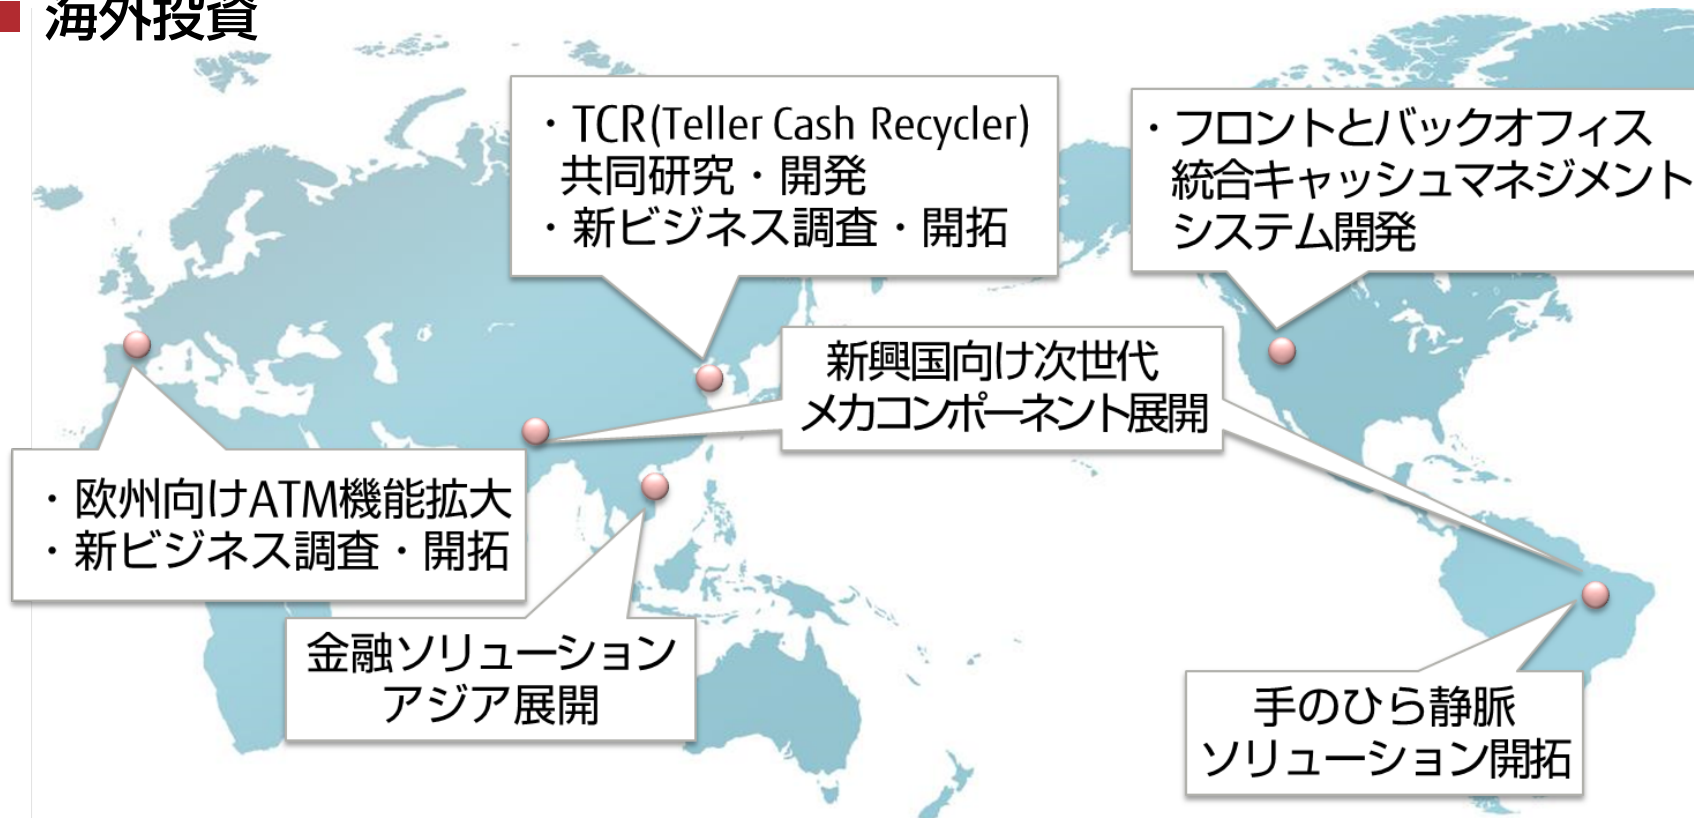 海外投資
・TCR(Teller Cash Recycler)
共同研究・開発
・新ビジネス調査・開拓
・フロントとバックオフィス
統合キャッシュマネジメント
システム開発
新興国向け次世代
メカコンポーネント展開
・欧州向けATM機能拡大
・新ビジネス調査・開拓
金融ソリューション
アジア展開
手のひら静脈
ソリューション開拓